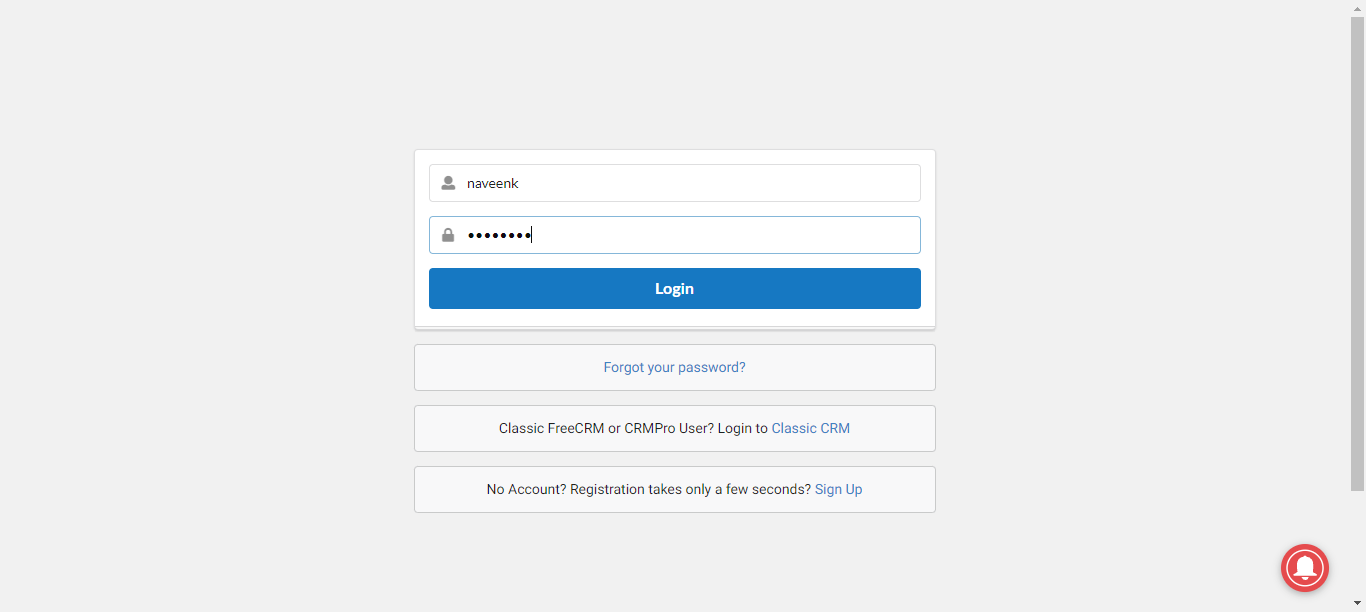 naveenk
••••••••
Login
Forgot your password?
Classic FreeCRM or CRMPro User? Login to Classic CRM
No Account? Registration takes only a few seconds? Sign Up